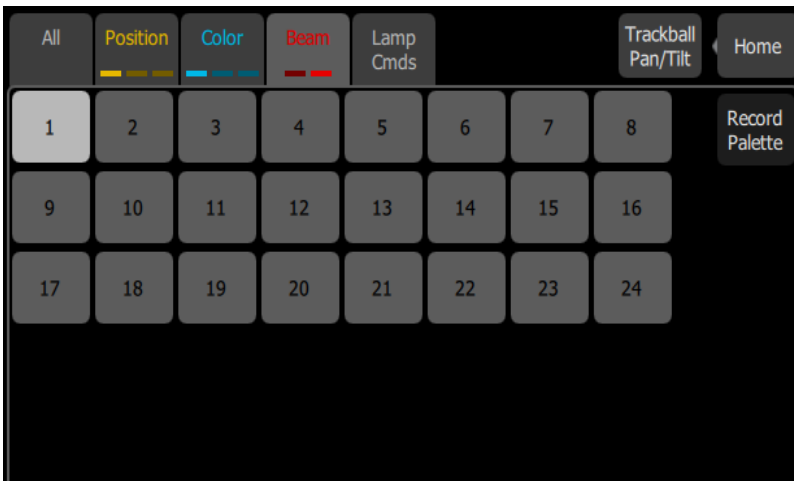 All Position Color Beam Lamp Cmds Trackball Pan/Tilt Home
1 2 3 4 5 6 7 8 Record Palette
9 10 11 12 13 14 15 16
17 18 19 20 21 22 23 24